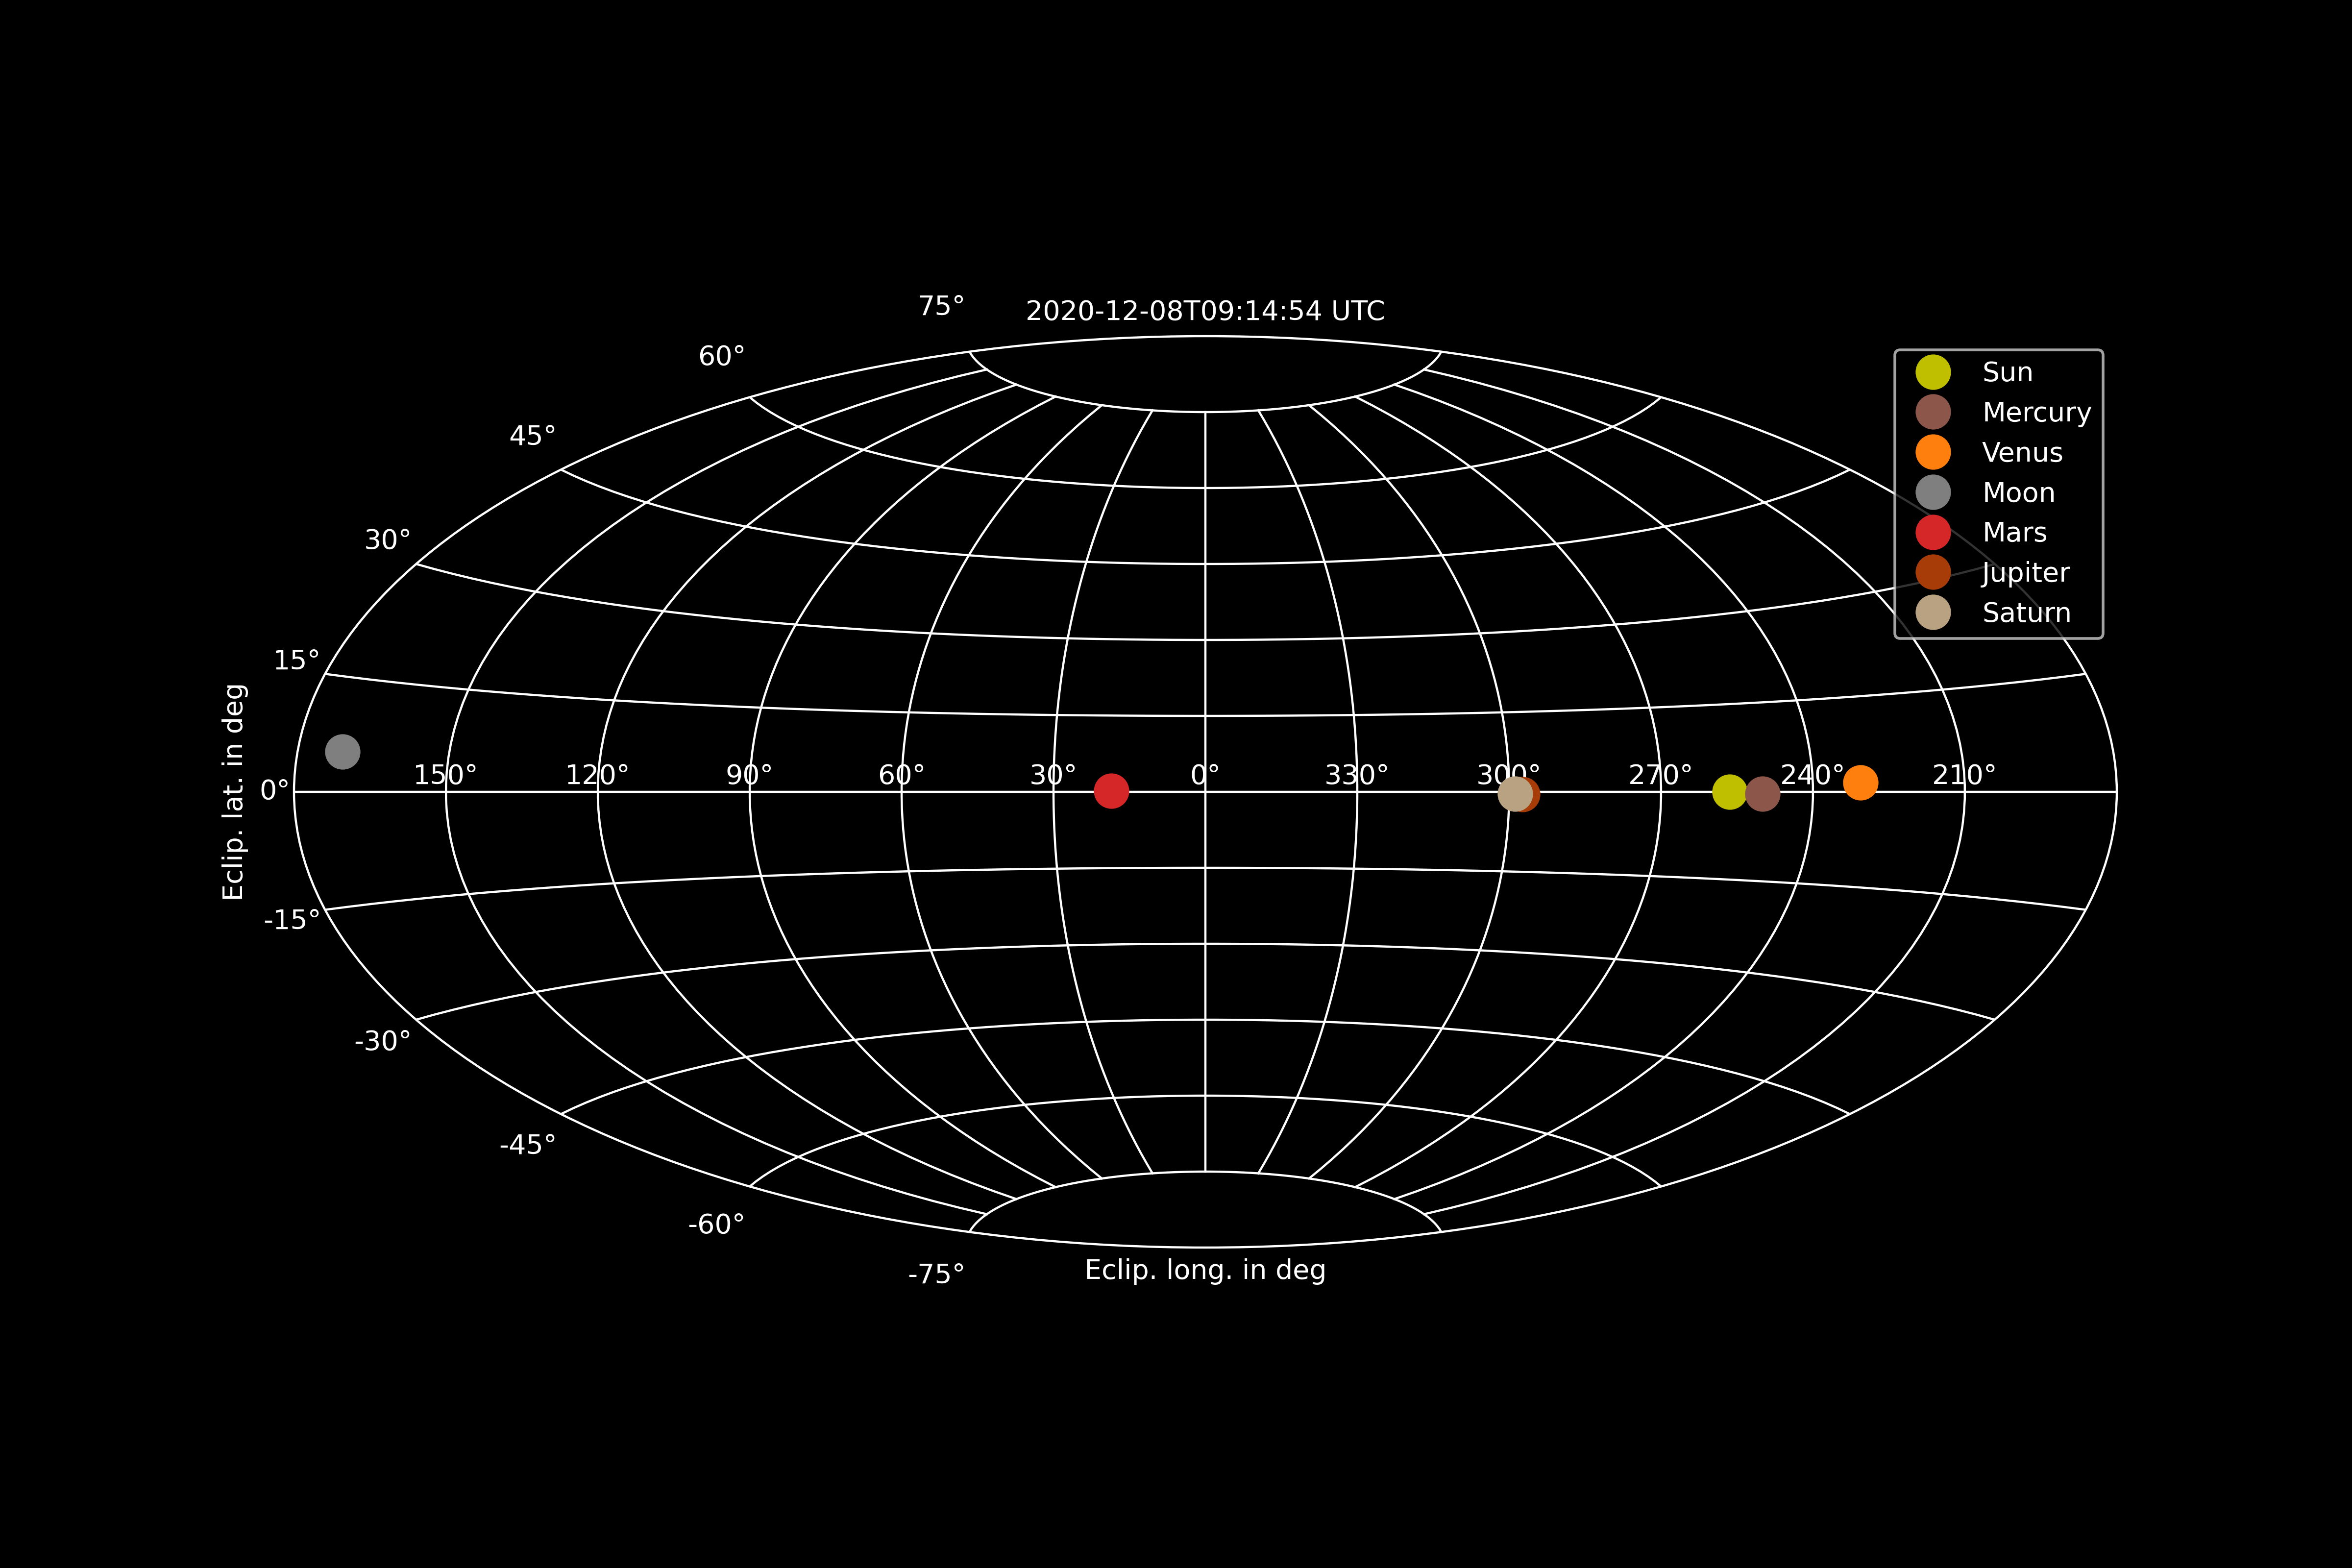 2020-12-08T09:14:54 UTC
75°
60°
45°
30°
15°
0°
-15°
-30°
-45°
-60°
-75°
Eclip. lat. in deg
150°
120°
90°
60°
30°
0°
330°
300°
270°
240°
210°
Eclip. long. in deg
Sun
Mercury
Venus
Moon
Mars
Jupiter
Saturn